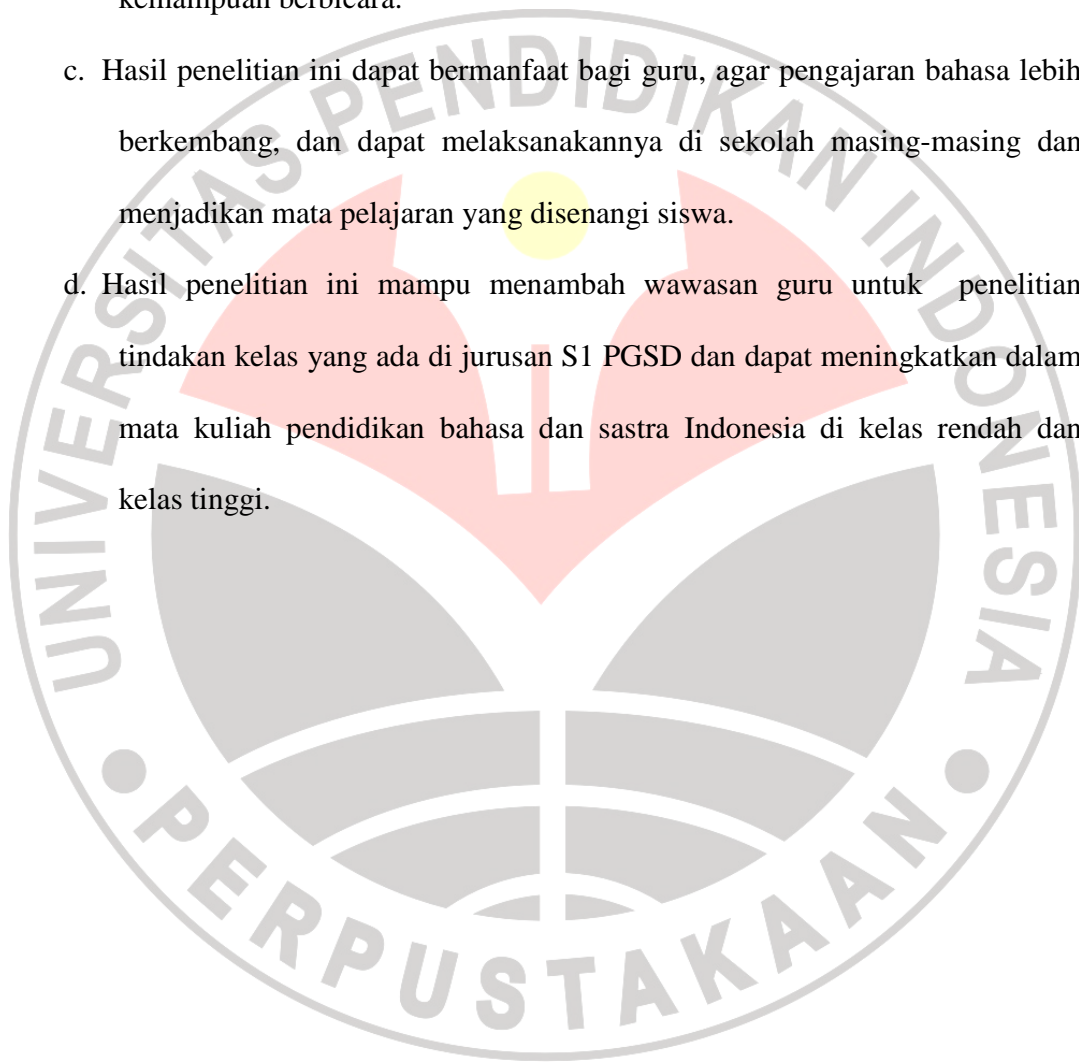 kemampuan berbicara.
c. Hasil penelitian ini dapat bermanfaat bagi guru, agar pengajaran bahasa lebih
berkembang, dan dapat melaksanakannya di sekolah masing-masing dan
menjadikan mata pelajaran yang disenangi siswa.
d. Hasil penelitian ini mampu menambah wawasan guru untuk penelitian
tindakan kelas yang ada di jurusan S1 PGSD dan dapat meningkatkan dalam
mata kuliah pendidikan bahasa dan sastra Indonesia di kelas rendah dan
kelas tinggi.
UNIVERSITAS PENDIDIKAN INDONESIA
PERPUSTAKAAN